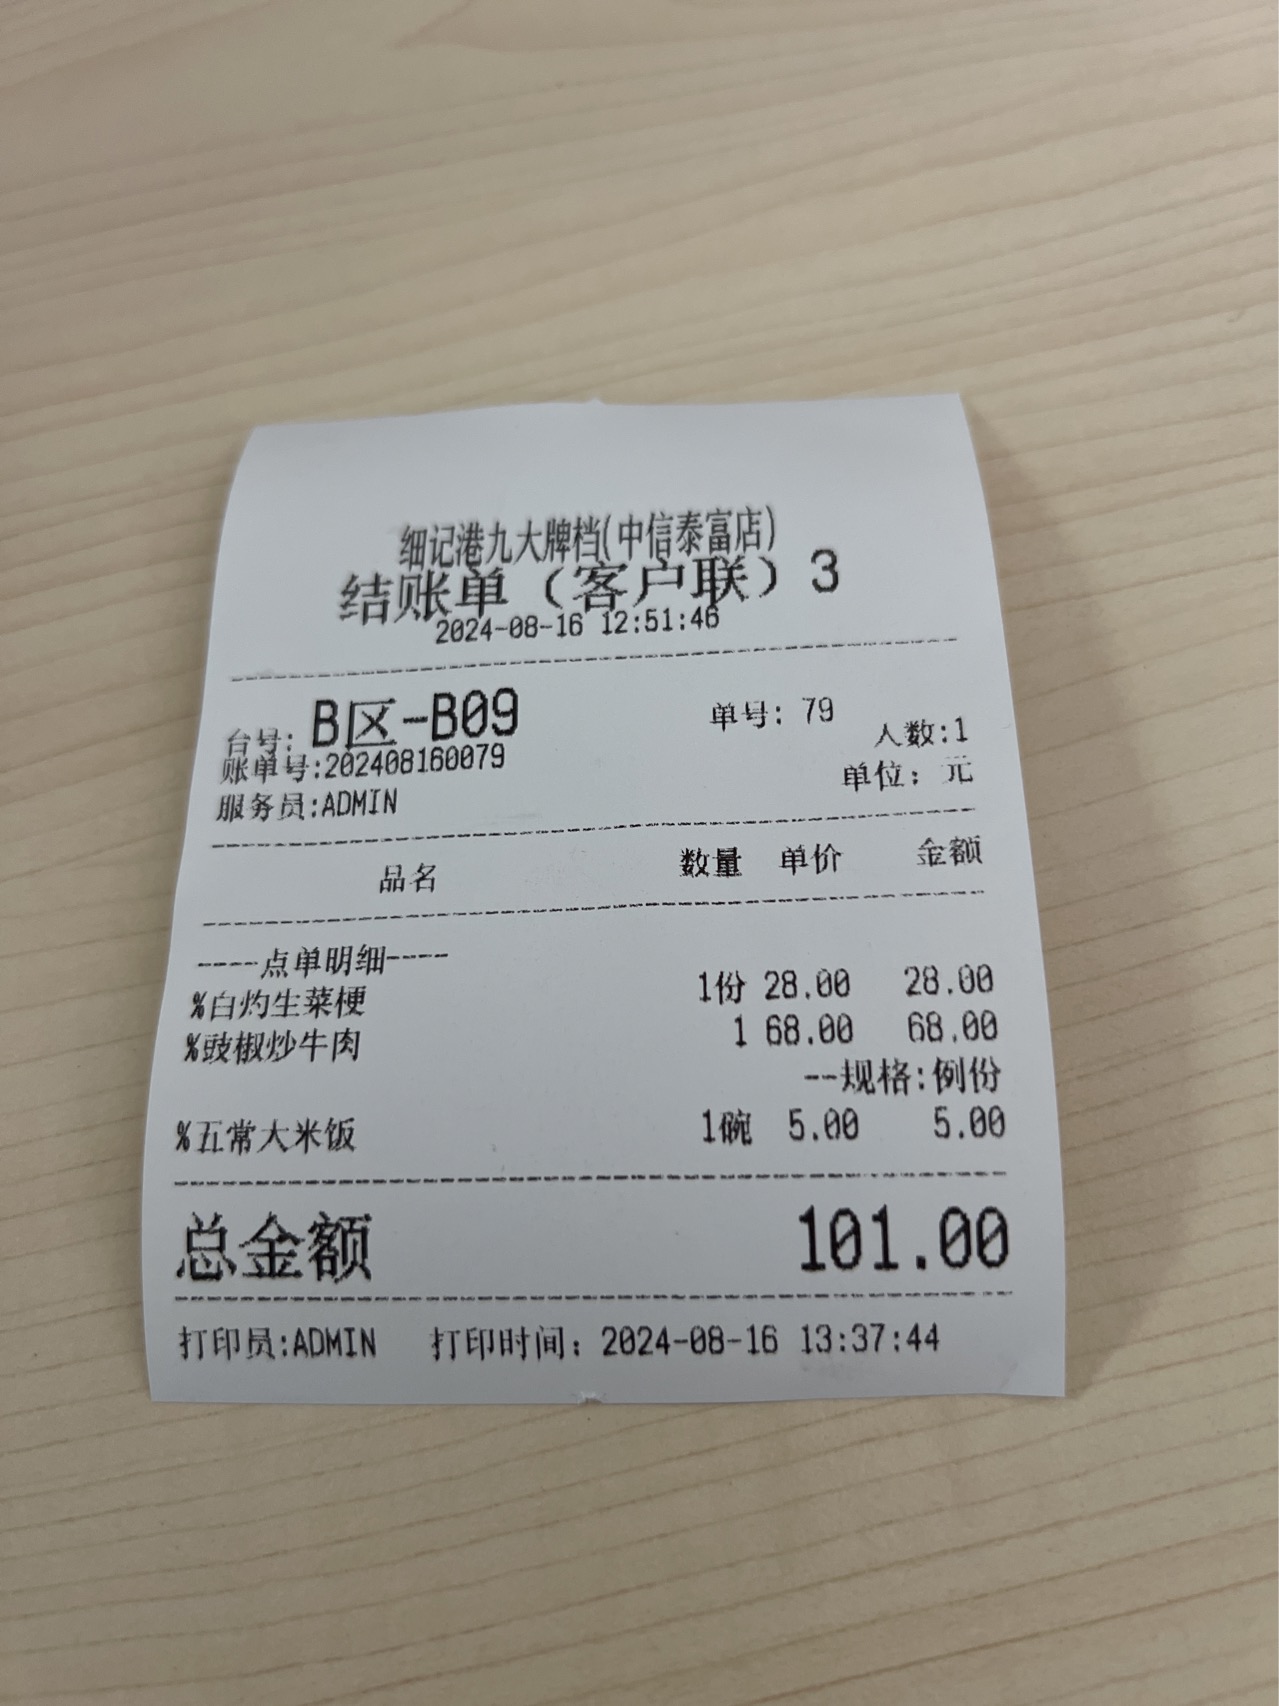 细记港九大牌档(中信泰富店)
结账单（客户联）3
2024-08-16 12:51:46
台号: B区-B09 单号: 79
账单号:202408160079 人数:1
服务员:ADMIN 单位: 元
品名 数量 单价 金额
----点单明细----
%白灼生菜梗 1份 28.00 28.00
%豉椒炒牛肉 1 68.00 68.00
--规格:例份
%五常大米饭 1碗 5.00 5.00
总金额 101.00
打印员:ADMIN 打印时间: 2024-08-16 13:37:44